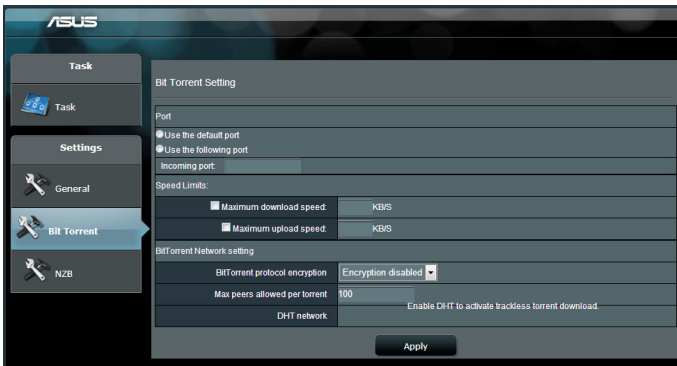 ASUS
Task
Task
Settings
General
Bit Torrent
NZB
Bit Torrent Setting
Port
Use the default port
Use the following port
Incoming port:
Speed Limits:
Maximum download speed: KB/S
Maximum upload speed: KB/S
BitTorrent Network setting
BitTorrent protocol encryption Encryption disabled
Max peers allowed per torrent 100
Enable DHT to activate trackless torrent download.
DHT network
Apply